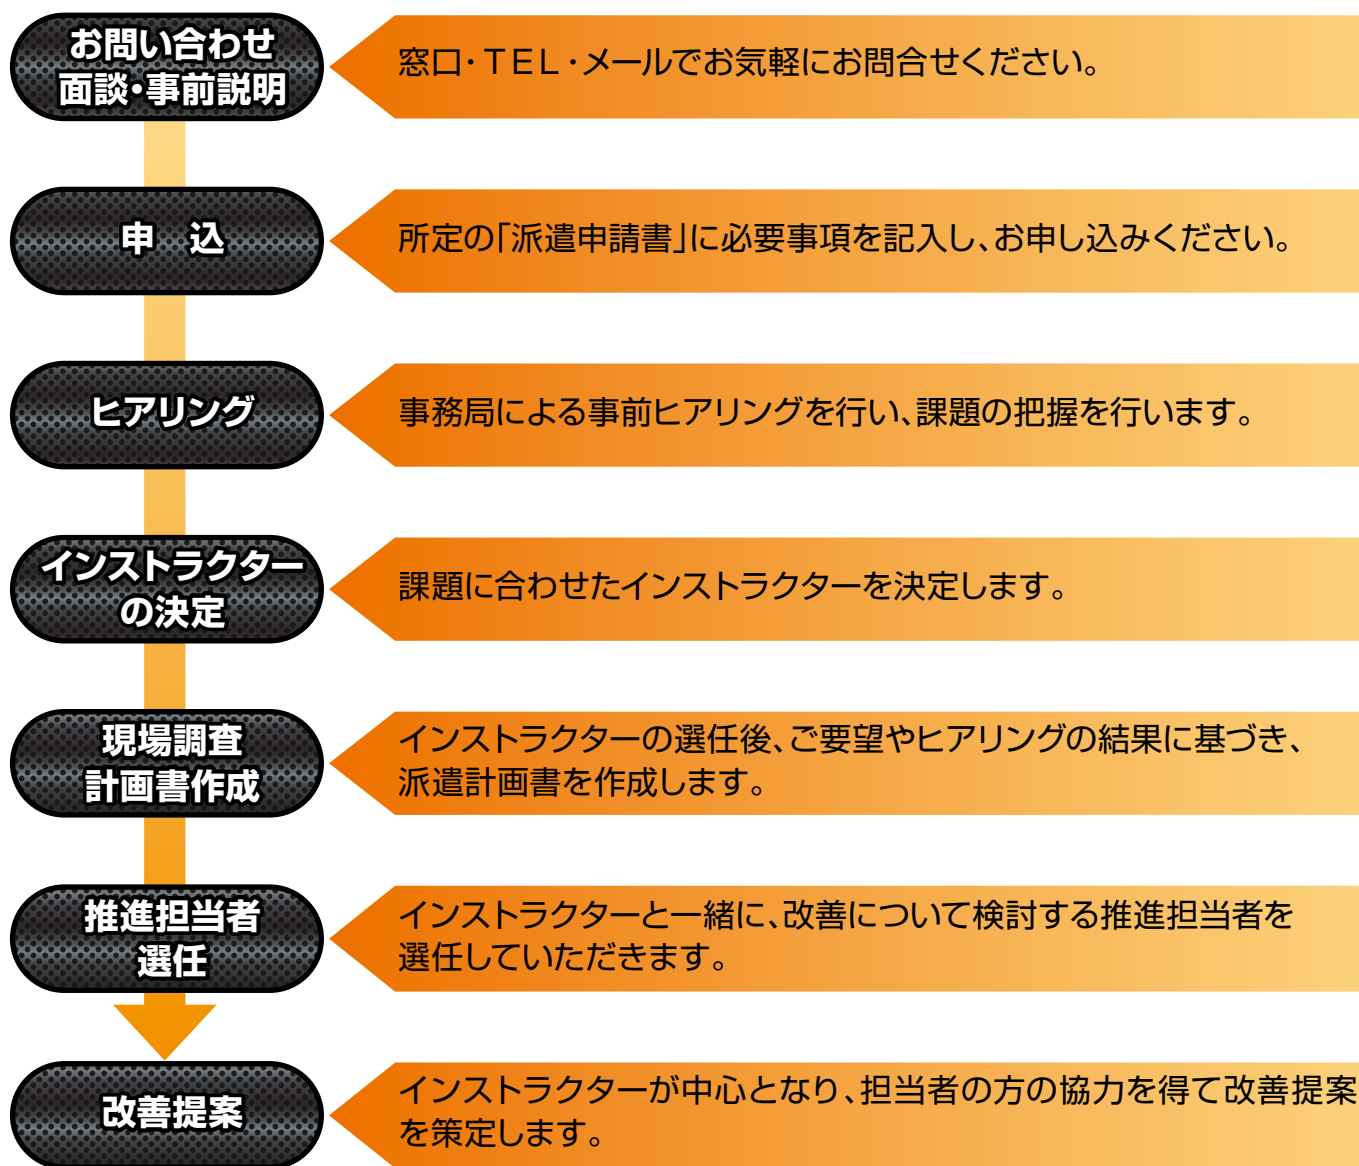 お問い合わせ
面談・事前説明
窓口・ＴＥＬ・メールでお気軽にお問合せください。
申　込
所定の「派遣申請書」に必要事項を記入し、お申し込みください。
ヒアリング
事務局による事前ヒアリングを行い、課題の把握を行います。
インストラクター
の決定
課題に合わせたインストラクターを決定します。
現場調査
計画書作成
インストラクターの選任後、ご要望やヒアリングの結果に基づき、
派遣計画書を作成します。
推進担当者
選任
インストラクターと一緒に、改善について検討する推進担当者を
選任していただきます。
改善提案
インストラクターが中心となり、担当者の方の協力を得て改善提案
を策定します。